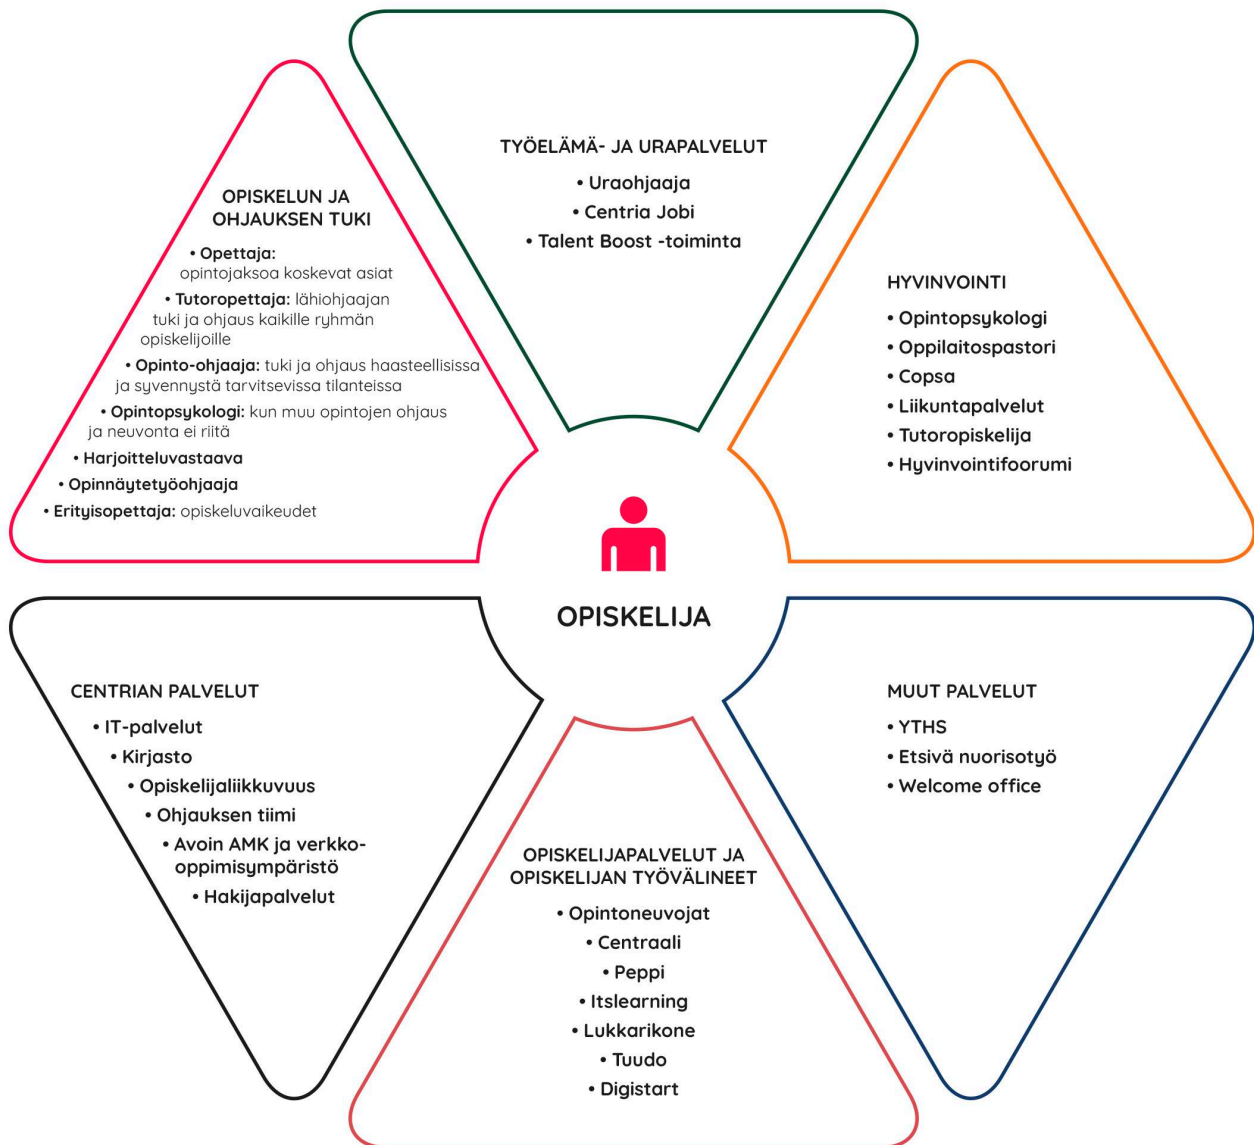 TYÖELÄMÄ- JA URAPALVELUT
• Uraohjaaja
• Centria Jobi
• Talent Boost -toiminta
OPISKELUN JA
OHJAUKSEN TUKI
• Opettaja:
opintojaksoa koskevat asiat
• Tutoropettaja: lähiohjaajan
tuki ja ohjaus kaikille ryhmän
opiskelijoille
• Opinto-ohjaaja: tuki ja ohjaus haasteellisissa
ja syvennystä tarvitsevissa tilanteissa
• Opintopsykologi: kun muu opintojen ohjaus
ja neuvonta ei riitä
• Harjoitteluvastaava
• Opinnäytetyöohjaaja
• Erityisopettaja: opiskeluvaikeudet
HYVINVOINTI
• Opintopsykologi
• Oppilaitospastori
• Copsa
• Liikuntapalvelut
• Tutoropiskelija
• Hyvinvointifoorumi
OPISKELIJA
CENTRIAN PALVELUT
• IT-palvelut
• Kirjasto
• Opiskelijaliikkuvuus
• Ohjauksen tiimi
• Avoin AMK ja verkko-
oppimisympäristö
• Hakijapalvelut
OPISKELIJAPALVELUT JA
OPISKELIJAN TYÖVÄLINEET
• Opintoneuvojat
• Centraali
• Peppi
• Itslearning
• Lukkarikone
• Tuudo
• Digistart
MUUT PALVELUT
• YTHS
• Etsivä nuorisotyö
• Welcome office